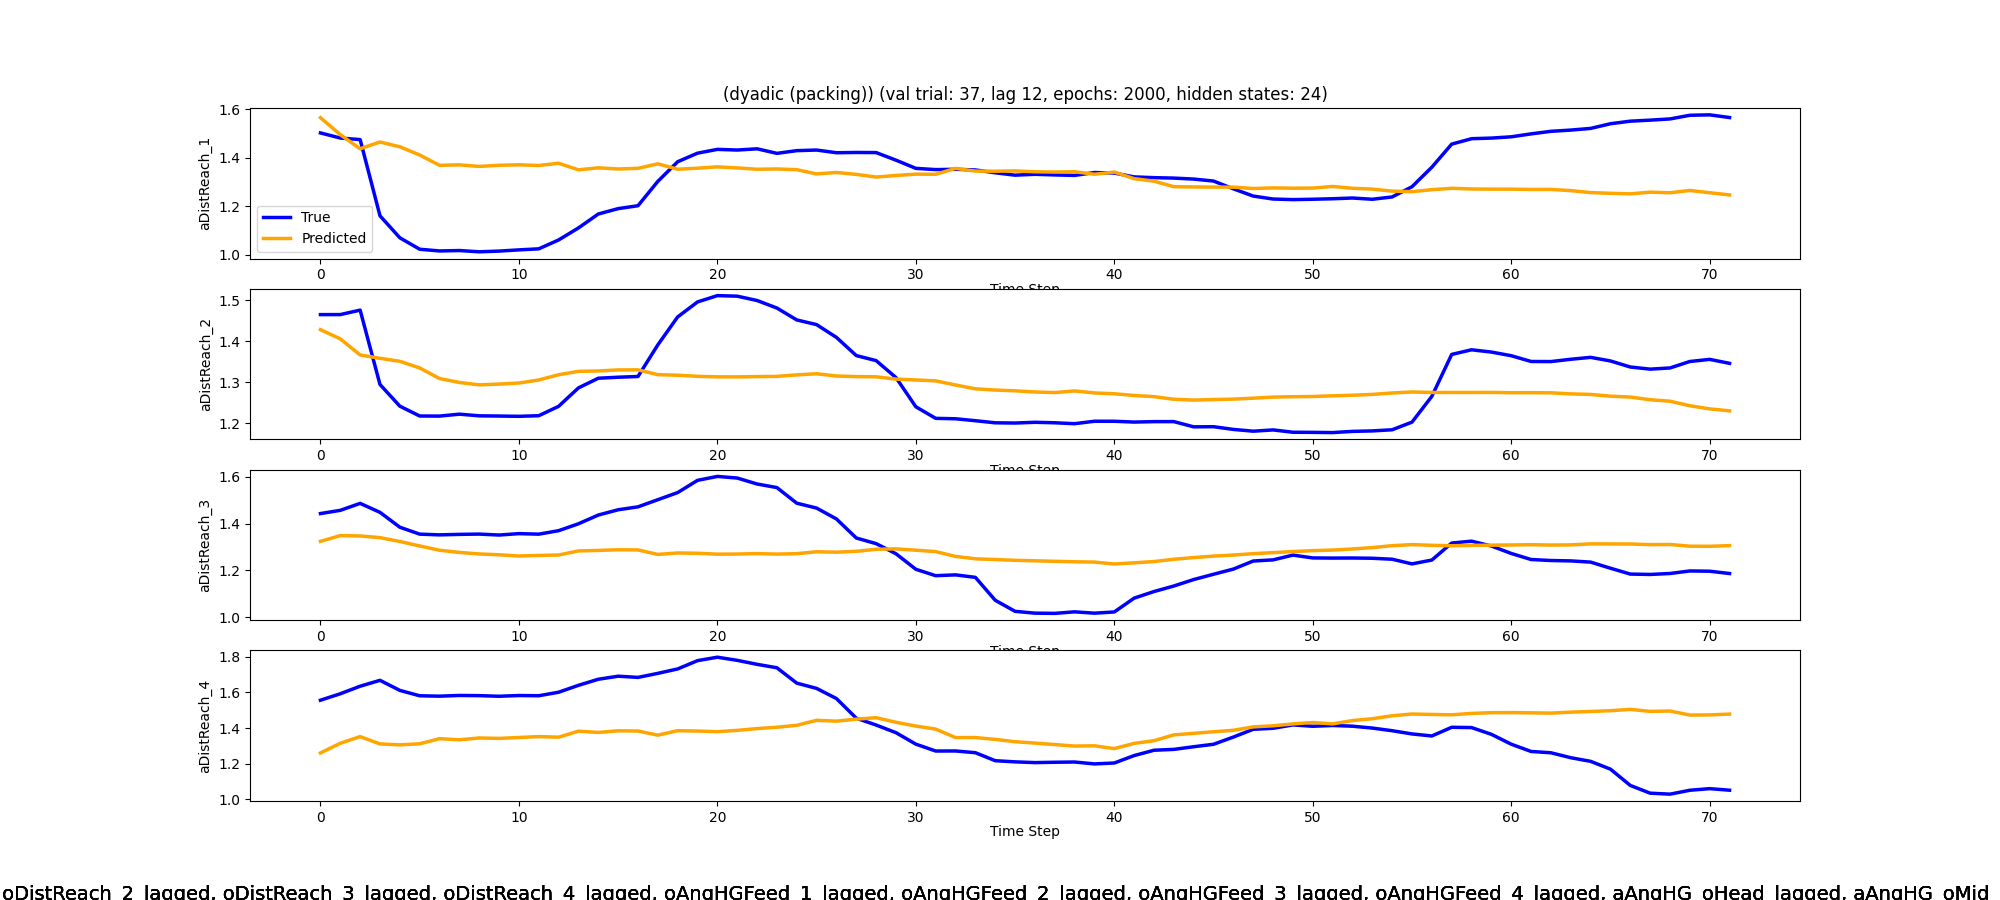 (dyadic (packing)) (val trial: 37, lag 12, epochs: 2000, hidden states: 24)
aDistReach_1
1.6
1.4
1.2
1.0
True
Predicted
0 10 20 30 40 50 60 70
Time Step
aDistReach_2
1.5
1.4
1.3
1.2
0 10 20 30 40 50 60 70
Time Step
aDistReach_3
1.6
1.4
1.2
1.0
0 10 20 30 40 50 60 70
Time Step
aDistReach_4
1.8
1.6
1.4
1.2
1.0
0 10 20 30 40 50 60 70
Time Step
oDistReach_2_lagged, oDistReach_3_lagged, oDistReach_4_lagged, oAngHGFeed_1_lagged, oAngHGFeed_2_lagged, oAngHGFeed_3_lagged, oAngHGFeed_4_lagged, aAngHG_oHead_lagged, aAngHG_oMid